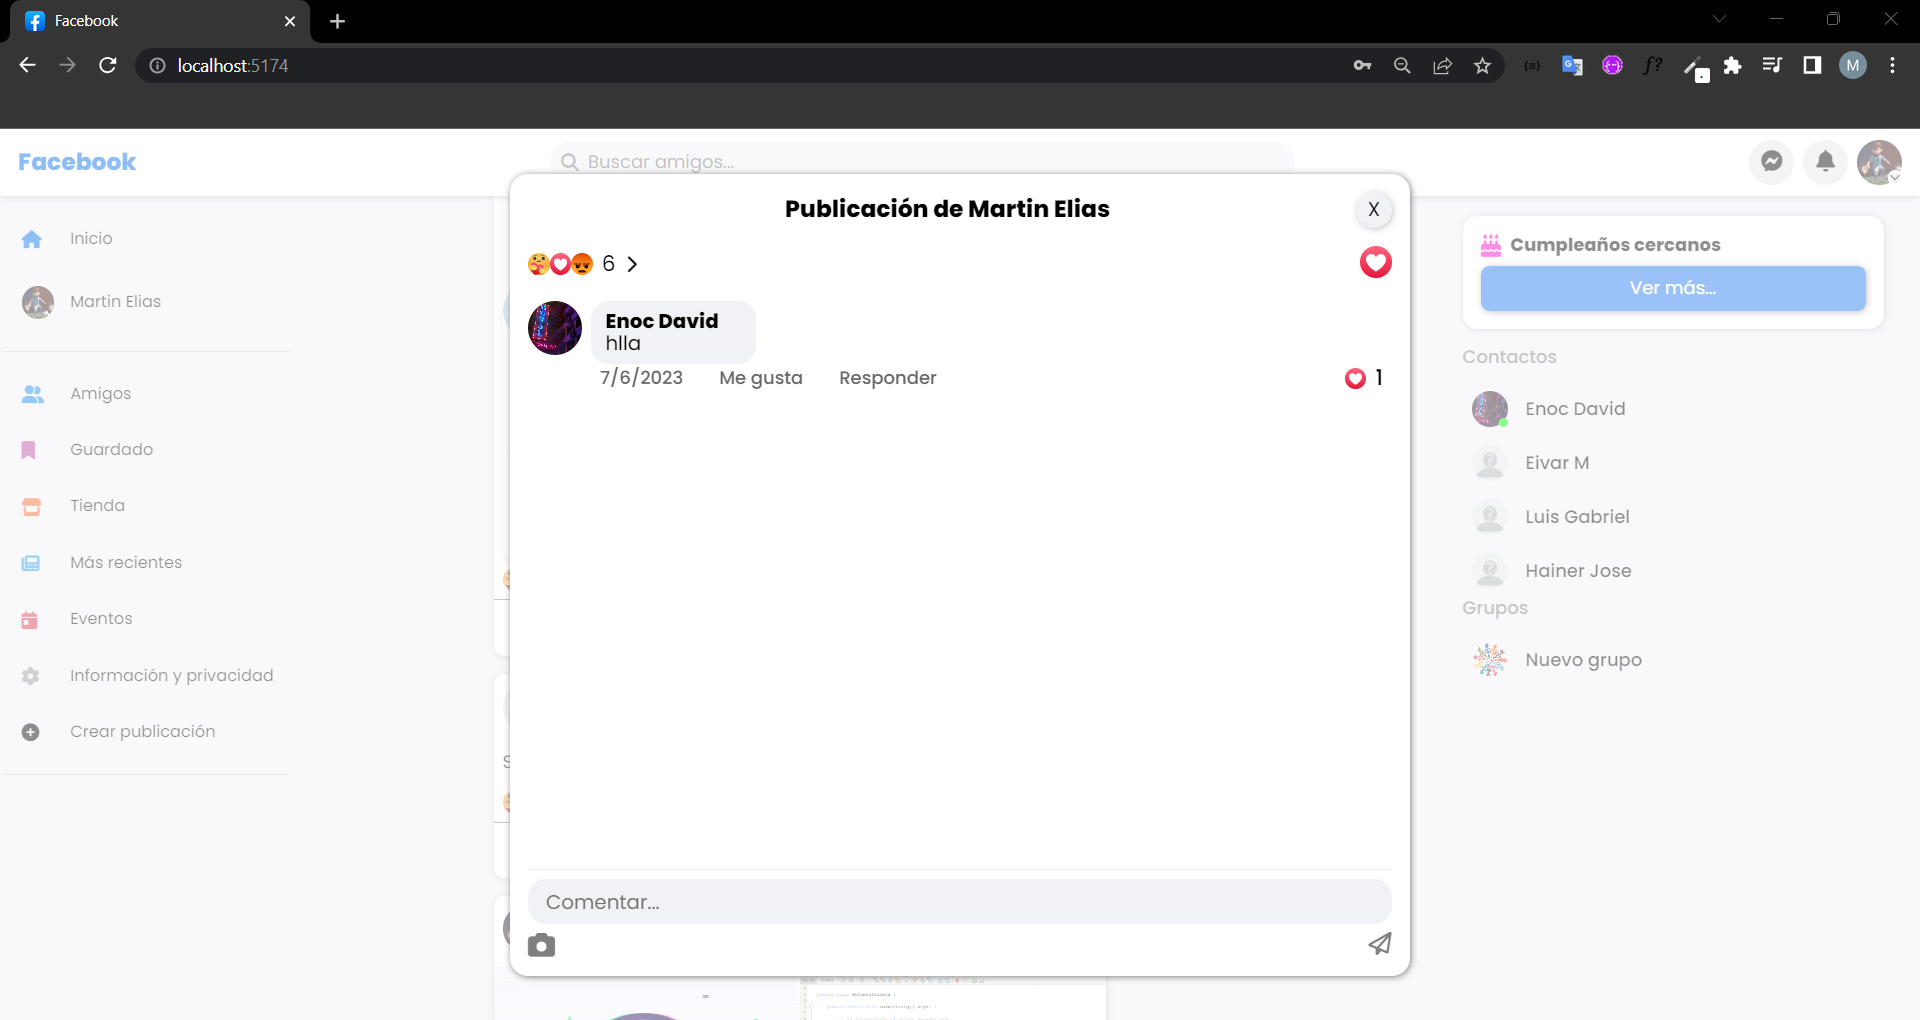 Facebook
localhost:5174
M
Facebook
Buscar amigos...
Inicio
Martin Elias
Amigos
Guardado
Tienda
Más recientes
Eventos
Información y privacidad
Crear publicación
Publicación de Martin Elias
X
6
Enoc David
hlla
7/6/2023 Me gusta Responder
1
Comentar...
Cumpleaños cercanos
Ver más...
Contactos
Enoc David
Eivar M
Luis Gabriel
Hainer Jose
Grupos
Nuevo grupo